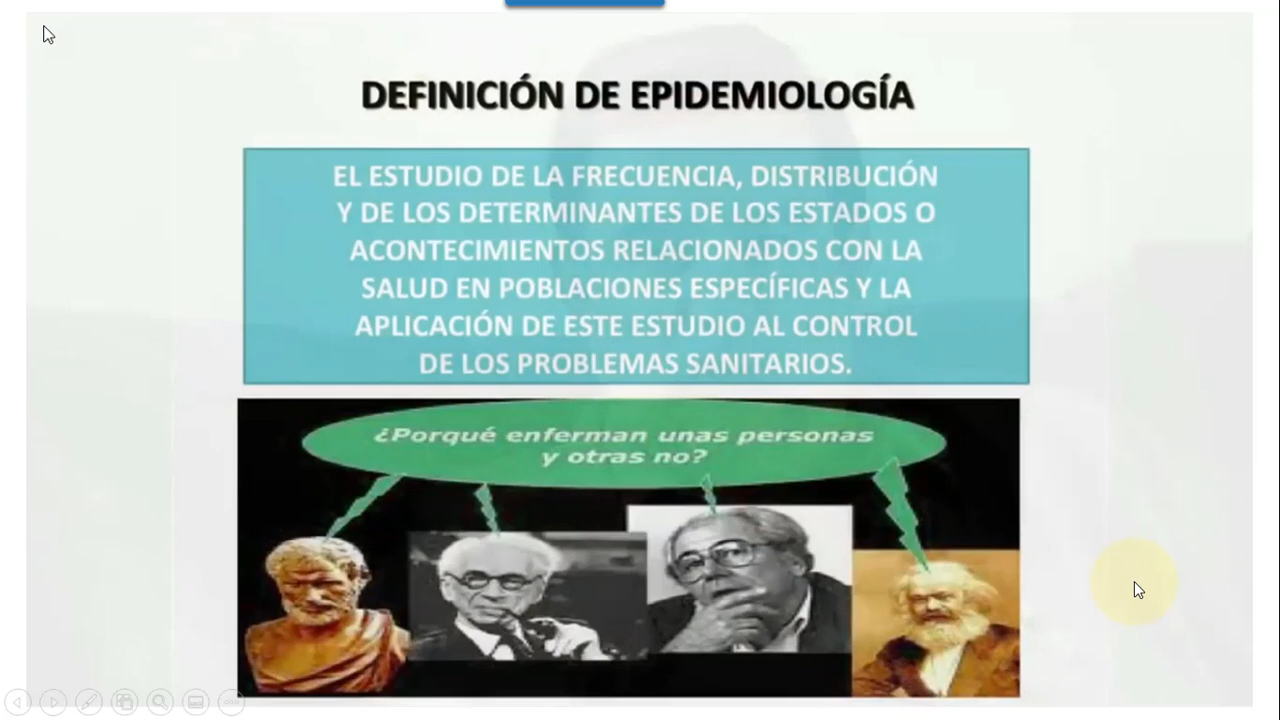 DEFINICIÓN DE EPIDEMIOLOGÍA
EL ESTUDIO DE LA FRECUENCIA, DISTRIBUCIÓN
Y DE LOS DETERMINANTES DE LOS ESTADOS O
ACONTECIMIENTOS RELACIONADOS CON LA
SALUD EN POBLACIONES ESPECÍFICAS Y LA
APLICACIÓN DE ESTE ESTUDIO AL CONTROL
DE LOS PROBLEMAS SANITARIOS.
¿Porqué enferman unas personas
y otras no?